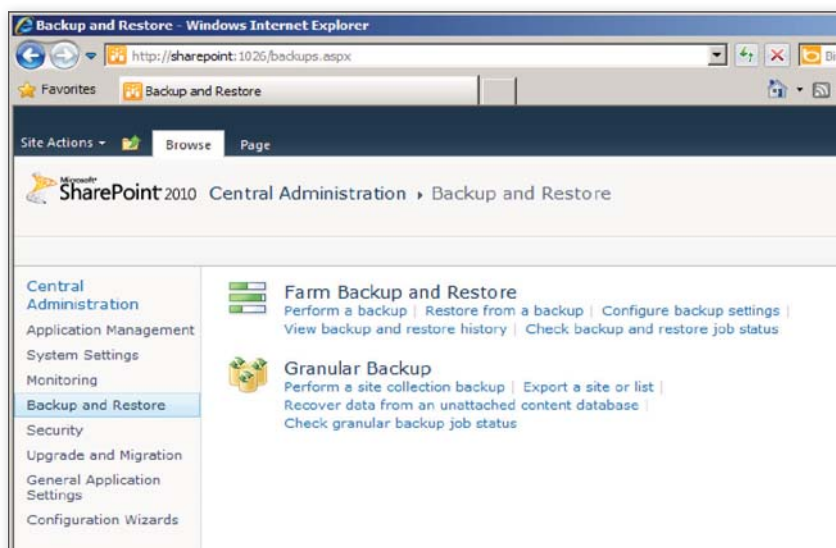 Backup and Restore - Windows Internet Explorer
http://sharepoint:1026/backups.aspx
Bi
Favorites
Backup and Restore
Site Actions
Browse
Page
Microsoft
SharePoint 2010
Central Administration ▸ Backup and Restore
Central
Administration
Application Management
System Settings
Monitoring
Backup and Restore
Security
Upgrade and Migration
General Application
Settings
Configuration Wizards
Farm Backup and Restore
Perform a backup | Restore from a backup | Configure backup settings |
View backup and restore history | Check backup and restore job status
Granular Backup
Perform a site collection backup | Export a site or list |
Recover data from an unattached content database |
Check granular backup job status